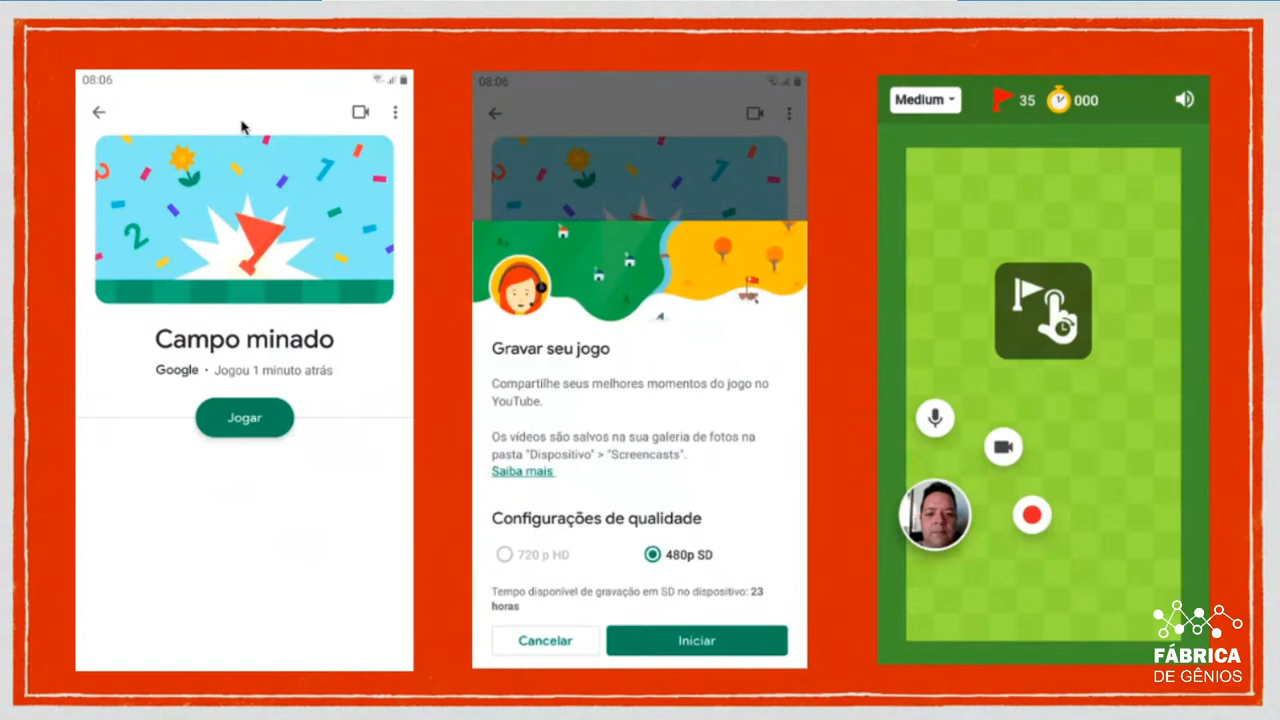 08:06
Campo minado
Google · Jogou 1 minuto atrás
Jogar
08:06
Gravar seu jogo
Compartilhe seus melhores momentos do jogo no
YouTube.
Os vídeos são salvos na sua galeria de fotos na
pasta "Dispositivo" > "Screencasts".
Saiba mais
Configurações de qualidade
720 p HD
480p SD
Tempo disponível de gravação em SD no dispositivo: 23
horas
Cancelar
Iniciar
Medium
35
000
FÁBRICA
DE GÊNIOS